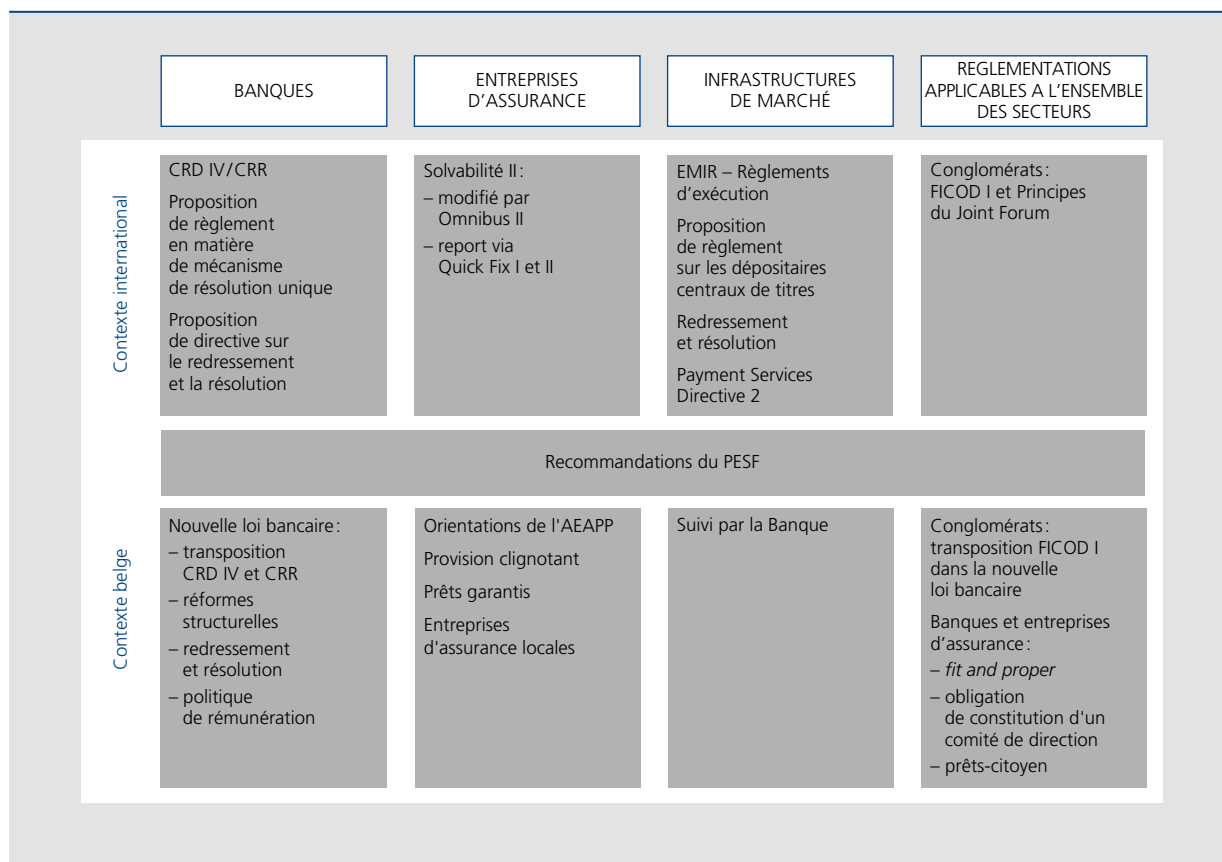 BANQUES
ENTREPRISES
D'ASSURANCE
INFRASTRUCTURES
DE MARCHÉ
REGLEMENTATIONS
APPLICABLES A L'ENSEMBLE
DES SECTEURS
Contexte international
CRD IV/CRR
Proposition
de règlement
en matière
de mécanisme
de résolution unique
Proposition
de directive sur
le redressement
et la résolution
Solvabilité II :
– modifié par
Omnibus II
– report via
Quick Fix I et II
EMIR – Règlements
d’exécution
Proposition
de règlement
sur les dépositaires
centraux de titres
Redressement
et résolution
Payment Services
Directive 2
Conglomérats :
FICOD I et Principes
du Joint Forum
Recommandations du PESF
Contexte belge
Nouvelle loi bancaire :
– transposition
CRD IV et CRR
– réformes
structurelles
– redressement
et résolution
– politique
de rémunération
Orientations de l'AEAPP
Provision clignotant
Prêts garantis
Entreprises
d'assurance locales
Suivi par la Banque
Conglomérats :
transposition FICOD I
dans la nouvelle
loi bancaire
Banques et entreprises
d’assurance :
– fit and proper
– obligation
de constitution d'un
comité de direction
– prêts-citoyen